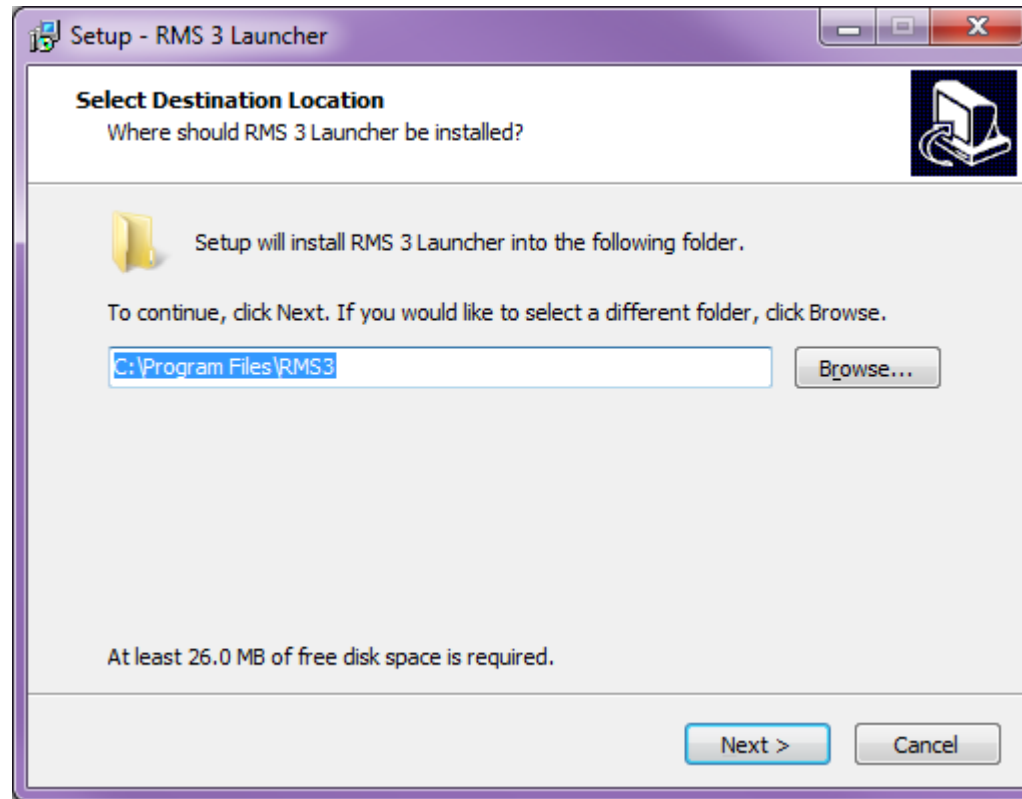 Setup - RMS 3 Launcher
Select Destination Location
Where should RMS 3 Launcher be installed?
Setup will install RMS 3 Launcher into the following folder.
To continue, click Next. If you would like to select a different folder, click Browse.
C:\Program Files\RMS3
Browse...
At least 26.0 MB of free disk space is required.
Next >
Cancel